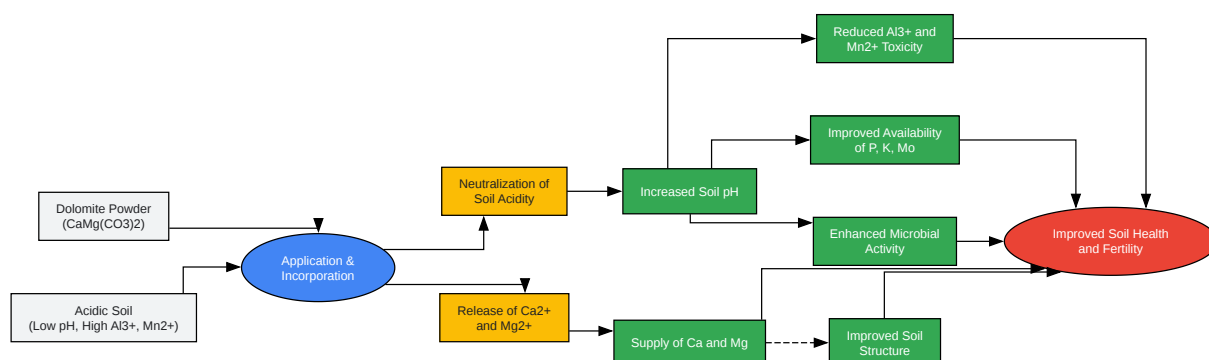 Reduced Al3+ and
Mn2+ Toxicity
Improved Availability
of P, K, Mo
Neutralization of
Soil Acidity
Increased Soil pH
Dolomite Powder
(CaMg(CO3)2)
Enhanced Microbial
Activity
Improved Soil Health
and Fertility
Application &
Incorporation
Acidic Soil
(Low pH, High Al3+, Mn2+)
Release of Ca2+
and Mg2+
Supply of Ca and Mg
Improved Soil
Structure